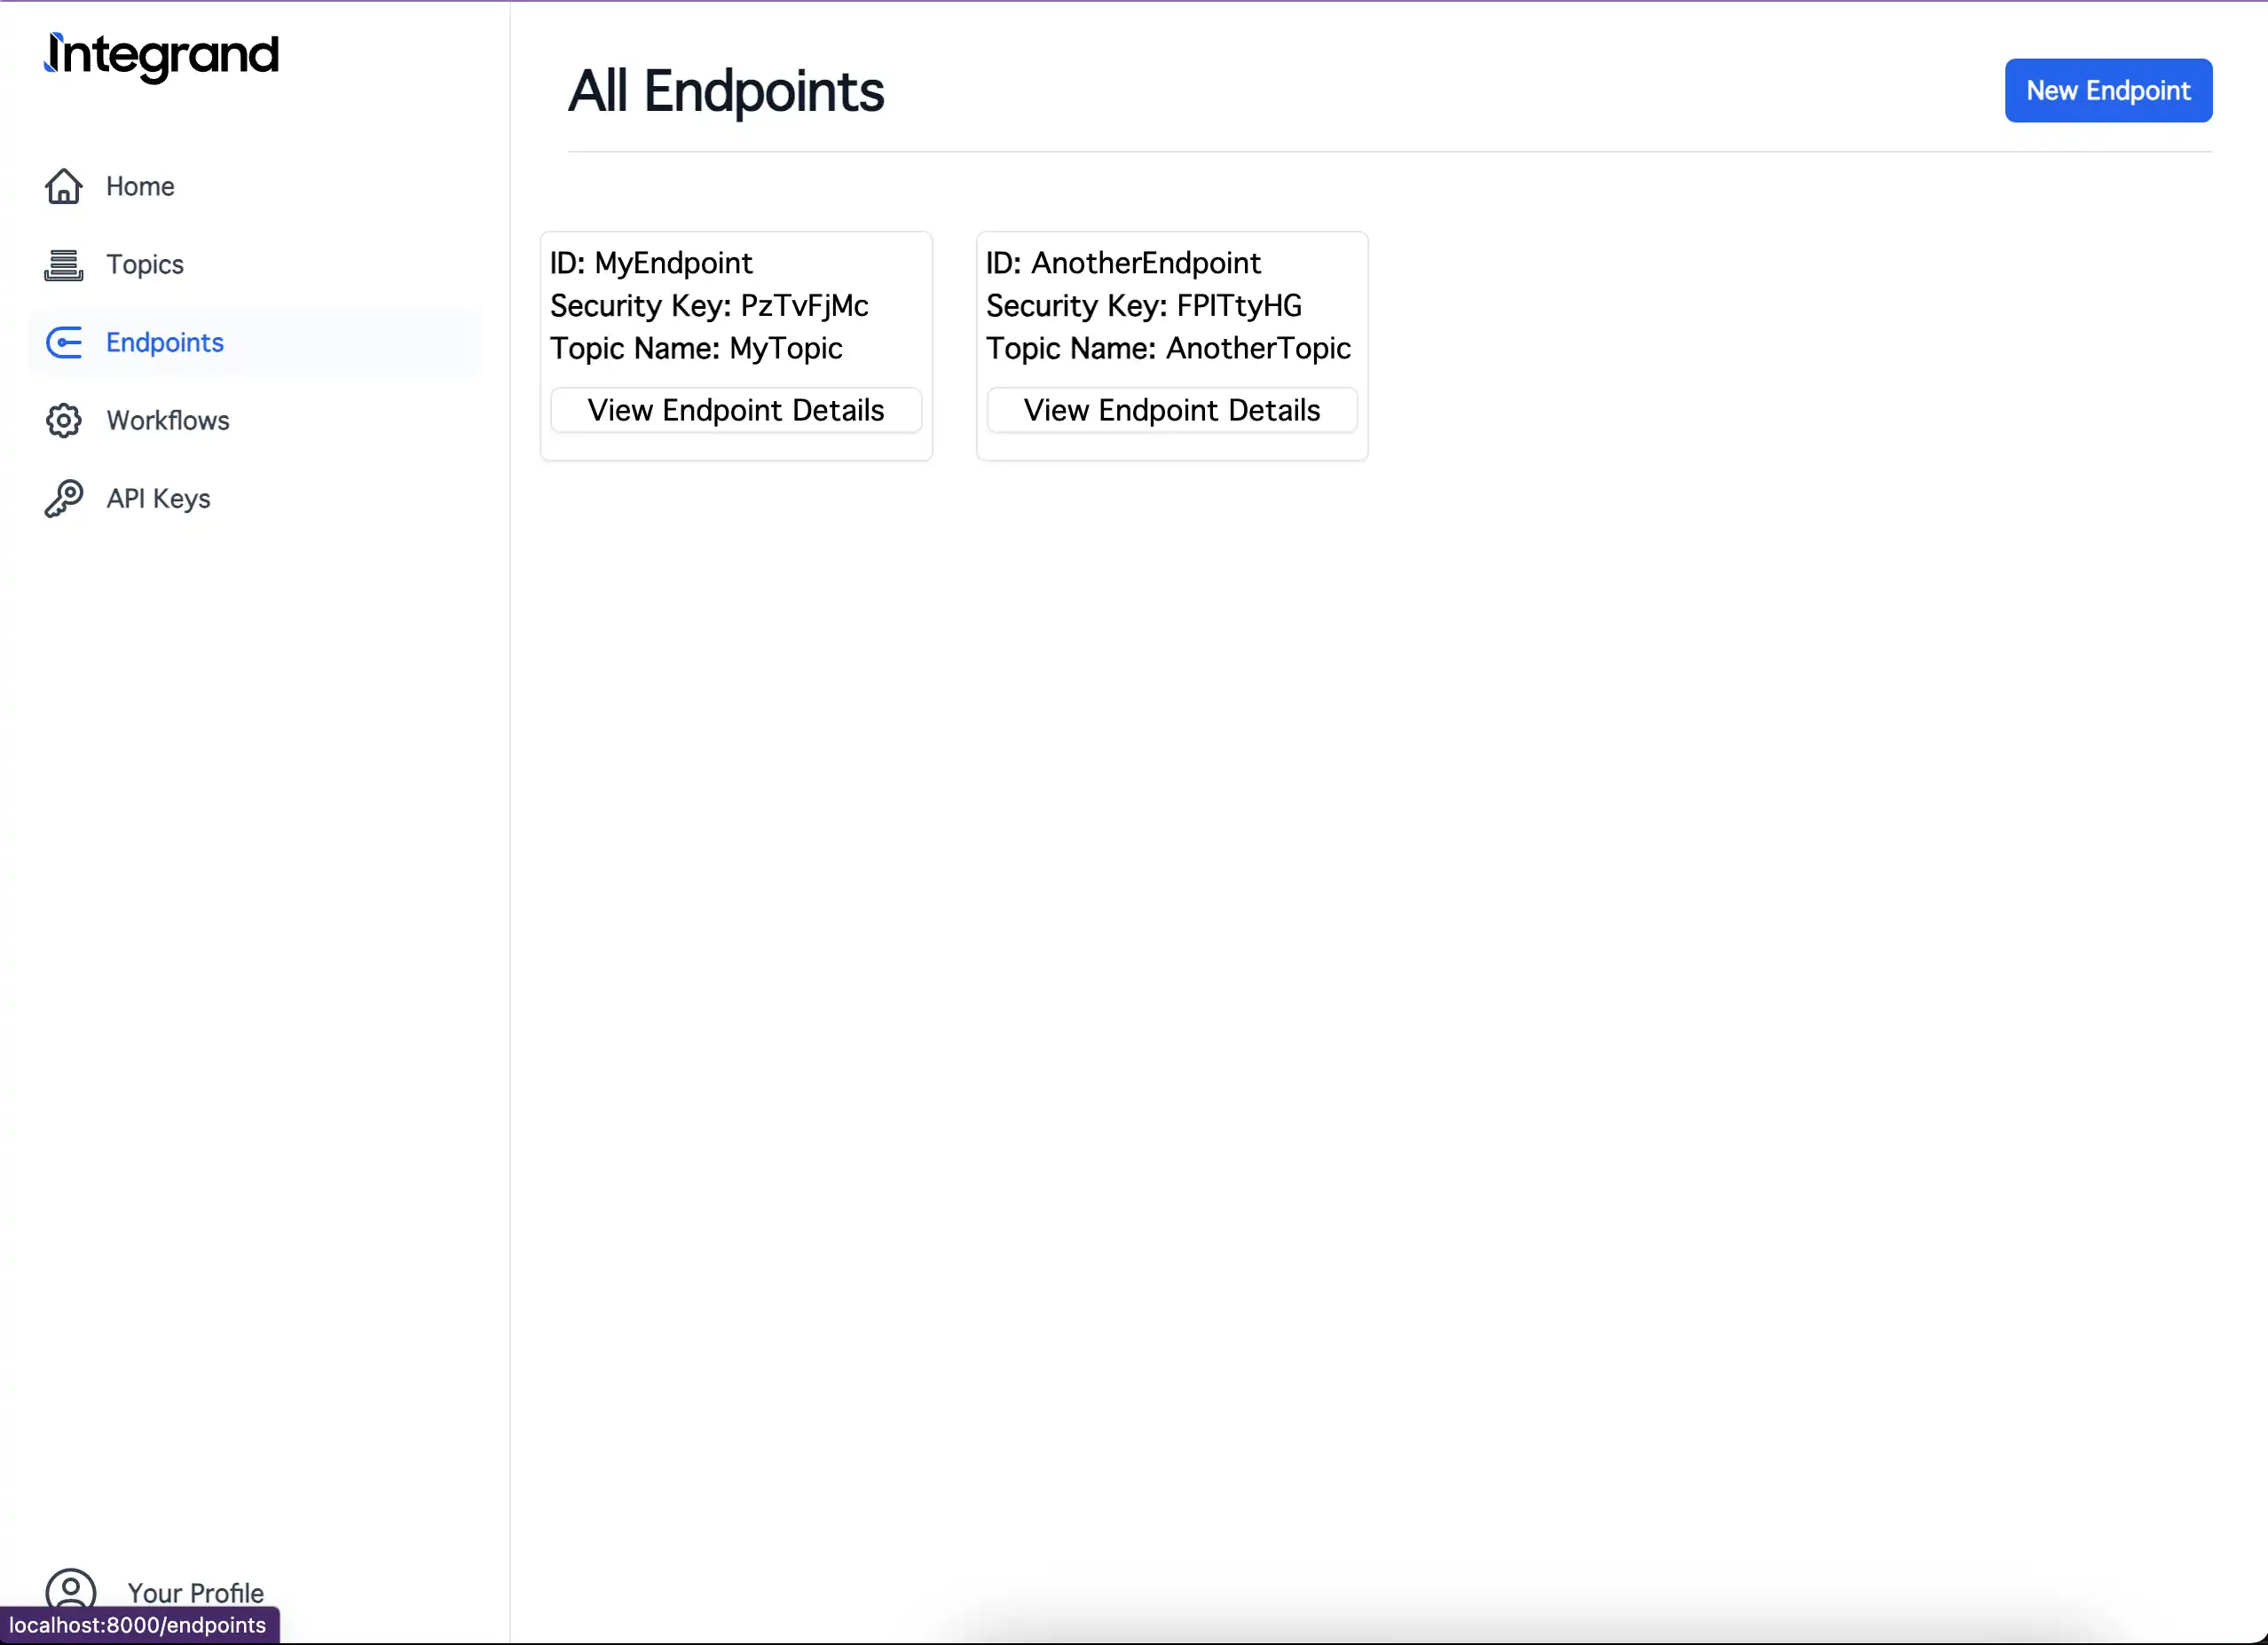 Integrand
Home
Topics
Endpoints
Workflows
API Keys
Your Profile
localhost:8000/endpoints
All Endpoints
New Endpoint
ID: MyEndpoint
Security Key: PzTvFjMc
Topic Name: MyTopic
View Endpoint Details
ID: AnotherEndpoint
Security Key: FPITtyHG
Topic Name: AnotherTopic
View Endpoint Details